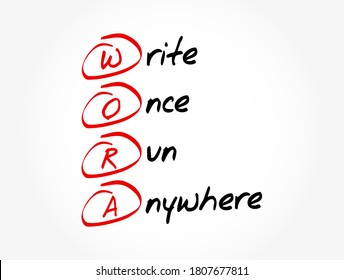 Write
Once
Run
Anywhere
shutterstock.com · 1807677811